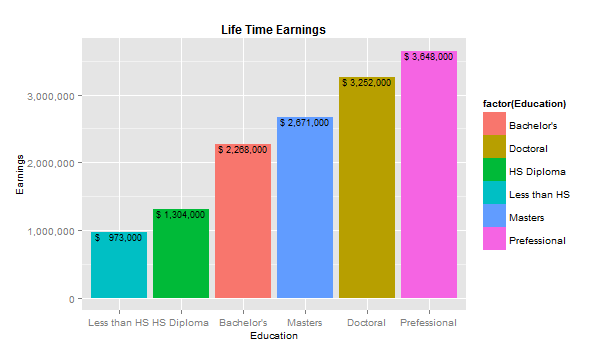 Life Time Earnings
Earnings
3,000,000
2,000,000
1,000,000
0
$ 973,000
$ 1,304,000
$ 2,268,000
$ 2,671,000
$ 3,252,000
$ 3,648,000
Less than HS HS Diploma Bachelor's Masters Doctoral Prefessional
Education
factor(Education)
Bachelor's
Doctoral
HS Diploma
Less than HS
Masters
Prefessional